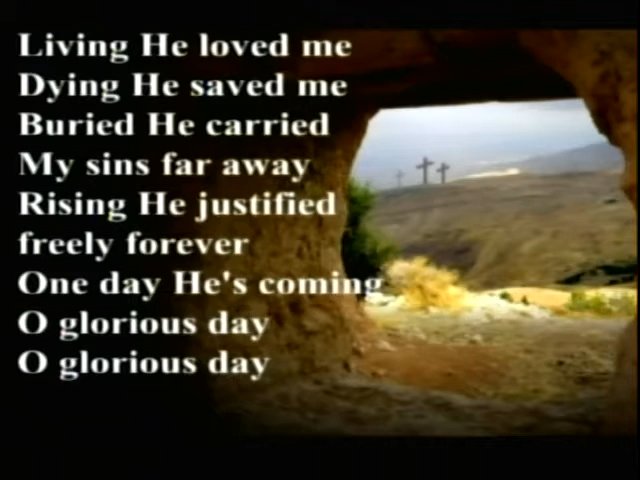 Living He loved me
Dying He saved me
Buried He carried
My sins far away
Rising He justified
freely forever
One day He's coming
O glorious day
O glorious day